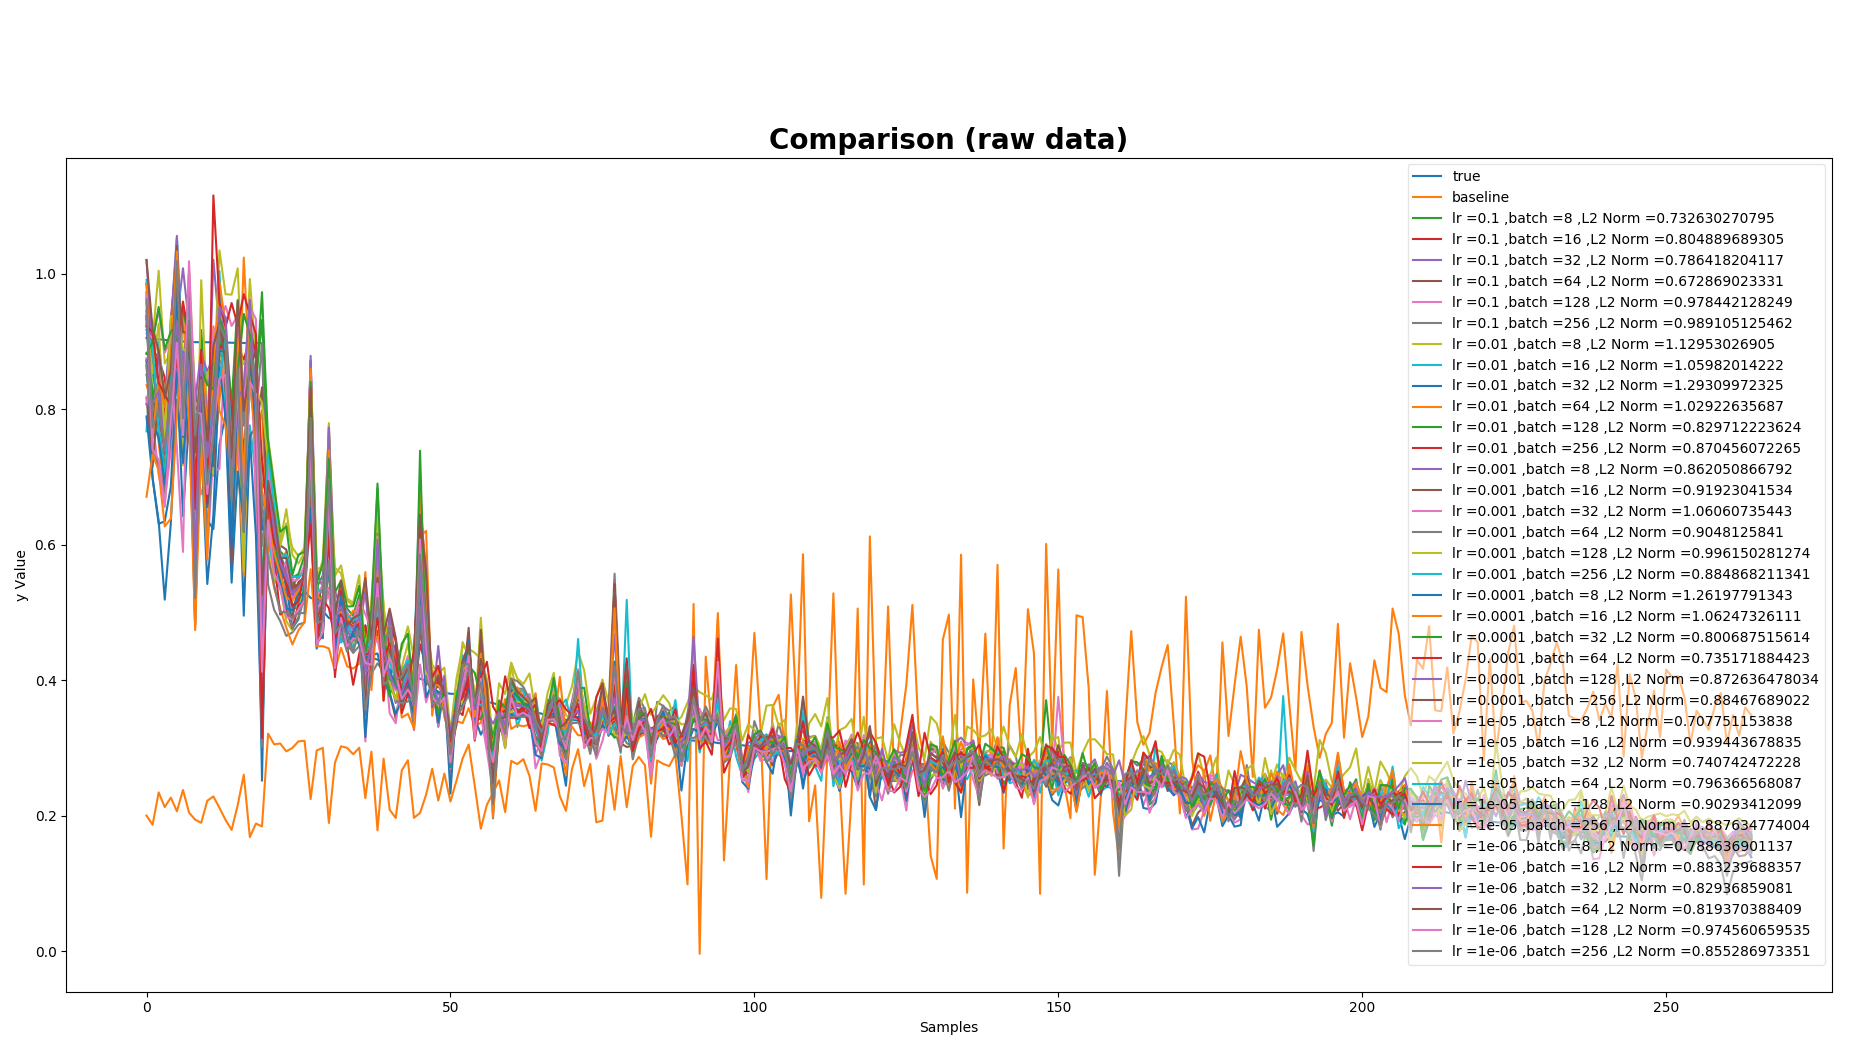 Comparison (raw data)
true
baseline
lr =0.1 ,batch =8 ,L2 Norm =0.732630270795
lr =0.1 ,batch =16 ,L2 Norm =0.804889689305
lr =0.1 ,batch =32 ,L2 Norm =0.786418204117
lr =0.1 ,batch =64 ,L2 Norm =0.672869023331
lr =0.1 ,batch =128 ,L2 Norm =0.978442128249
lr =0.1 ,batch =256 ,L2 Norm =0.989105125462
lr =0.01 ,batch =8 ,L2 Norm =1.12953026905
lr =0.01 ,batch =16 ,L2 Norm =1.05982014222
lr =0.01 ,batch =32 ,L2 Norm =1.29309972325
lr =0.01 ,batch =64 ,L2 Norm =1.02922635687
lr =0.01 ,batch =128 ,L2 Norm =0.829712223624
lr =0.01 ,batch =256 ,L2 Norm =0.870456072265
lr =0.001 ,batch =8 ,L2 Norm =0.862050866792
lr =0.001 ,batch =16 ,L2 Norm =0.91923041534
lr =0.001 ,batch =32 ,L2 Norm =1.06060735443
lr =0.001 ,batch =64 ,L2 Norm =0.9048125841
lr =0.001 ,batch =128 ,L2 Norm =0.996150281274
lr =0.001 ,batch =256 ,L2 Norm =0.884868211341
lr =0.0001 ,batch =8 ,L2 Norm =1.26197791343
lr =0.0001 ,batch =16 ,L2 Norm =1.06247326111
lr =0.0001 ,batch =32 ,L2 Norm =0.800687515614
lr =0.0001 ,batch =64 ,L2 Norm =0.735171884423
lr =0.0001 ,batch =128 ,L2 Norm =0.872636478034
lr =0.0001 ,batch =256 ,L2 Norm =0.88467689022
lr =1e-05 ,batch =8 ,L2 Norm =0.707751153838
lr =1e-05 ,batch =16 ,L2 Norm =0.939443678835
lr =1e-05 ,batch =32 ,L2 Norm =0.740742472228
lr =1e-05 ,batch =64 ,L2 Norm =0.796366568087
lr =1e-05 ,batch =128 ,L2 Norm =0.90293412099
lr =1e-05 ,batch =256 ,L2 Norm =0.887634774004
lr =1e-06 ,batch =8 ,L2 Norm =0.788636901137
lr =1e-06 ,batch =16 ,L2 Norm =0.883239688357
lr =1e-06 ,batch =32 ,L2 Norm =0.82936859081
lr =1e-06 ,batch =64 ,L2 Norm =0.819370388409
lr =1e-06 ,batch =128 ,L2 Norm =0.974560659535
lr =1e-06 ,batch =256 ,L2 Norm =0.855286973351
1.0
0.8
0.6
0.4
0.2
0.0
y Value
0 50 100 150 200 250
Samples